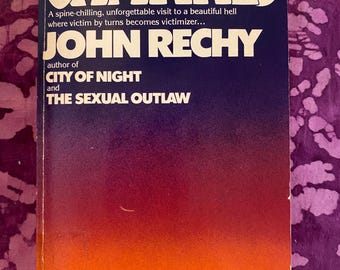 A spine-chilling, unforgettable visit to a beautiful hell
where victim by turns becomes victimizer...
JOHN RECHY
author of
CITY OF NIGHT
and
THE SEXUAL OUTLAW